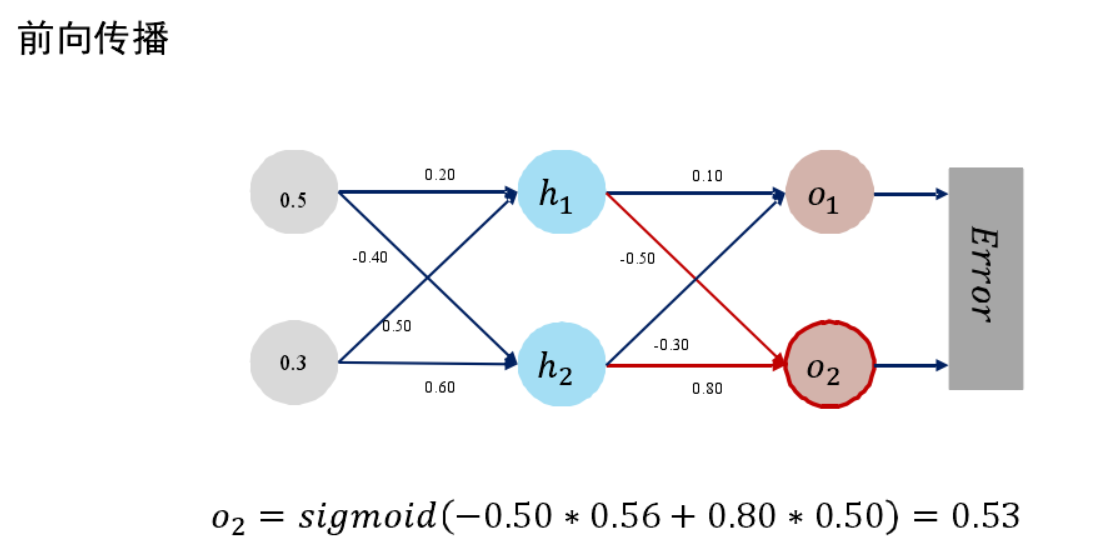 前向传播
0.20
0.10
0.5
h₁
o₁
-0.40
-0.50
Error
0.50
-0.30
0.3
h₂
o₂
0.60
0.80
o₂ = sigmoid(−0.50 ∗ 0.56 + 0.80 ∗ 0.50) = 0.53